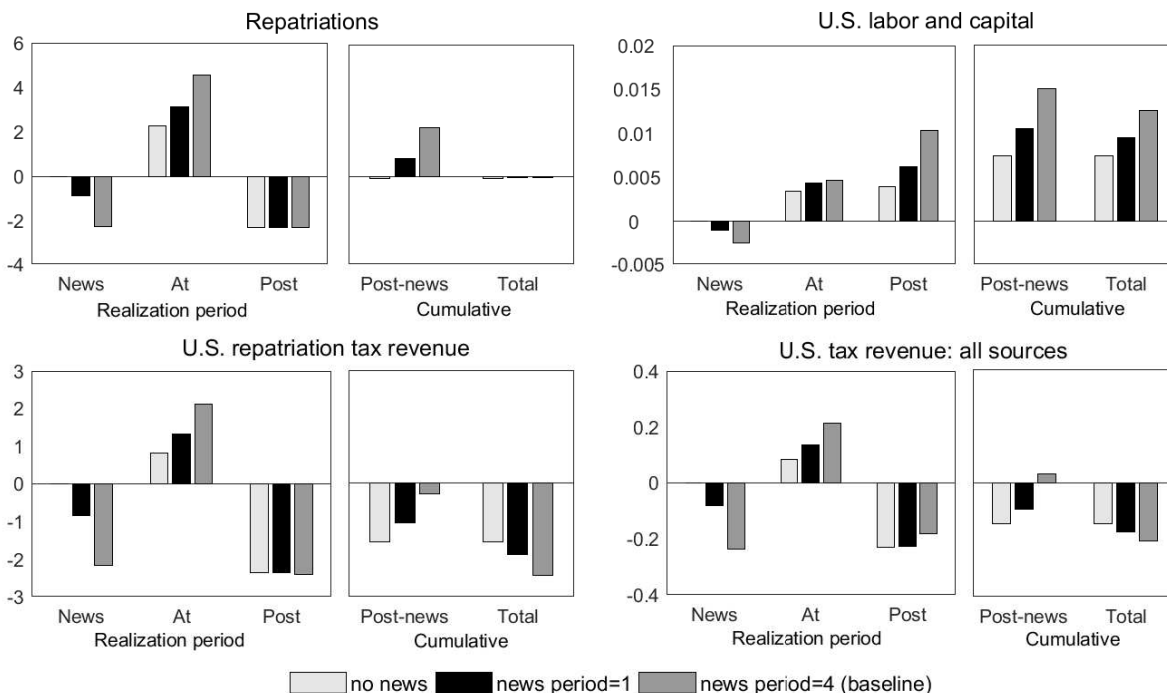 Repatriations
6
4
2
0
-2
-4
News At Post
Realization period
Post-news Total
Cumulative
U.S. labor and capital
0.02
0.015
0.01
0.005
0
-0.005
News At Post
Realization period
Post-news Total
Cumulative
U.S. repatriation tax revenue
3
2
1
0
-1
-2
-3
News At Post
Realization period
Post-news Total
Cumulative
U.S. tax revenue: all sources
0.4
0.2
0
-0.2
-0.4
News At Post
Realization period
Post-news Total
Cumulative
no news news period=1 news period=4 (baseline)